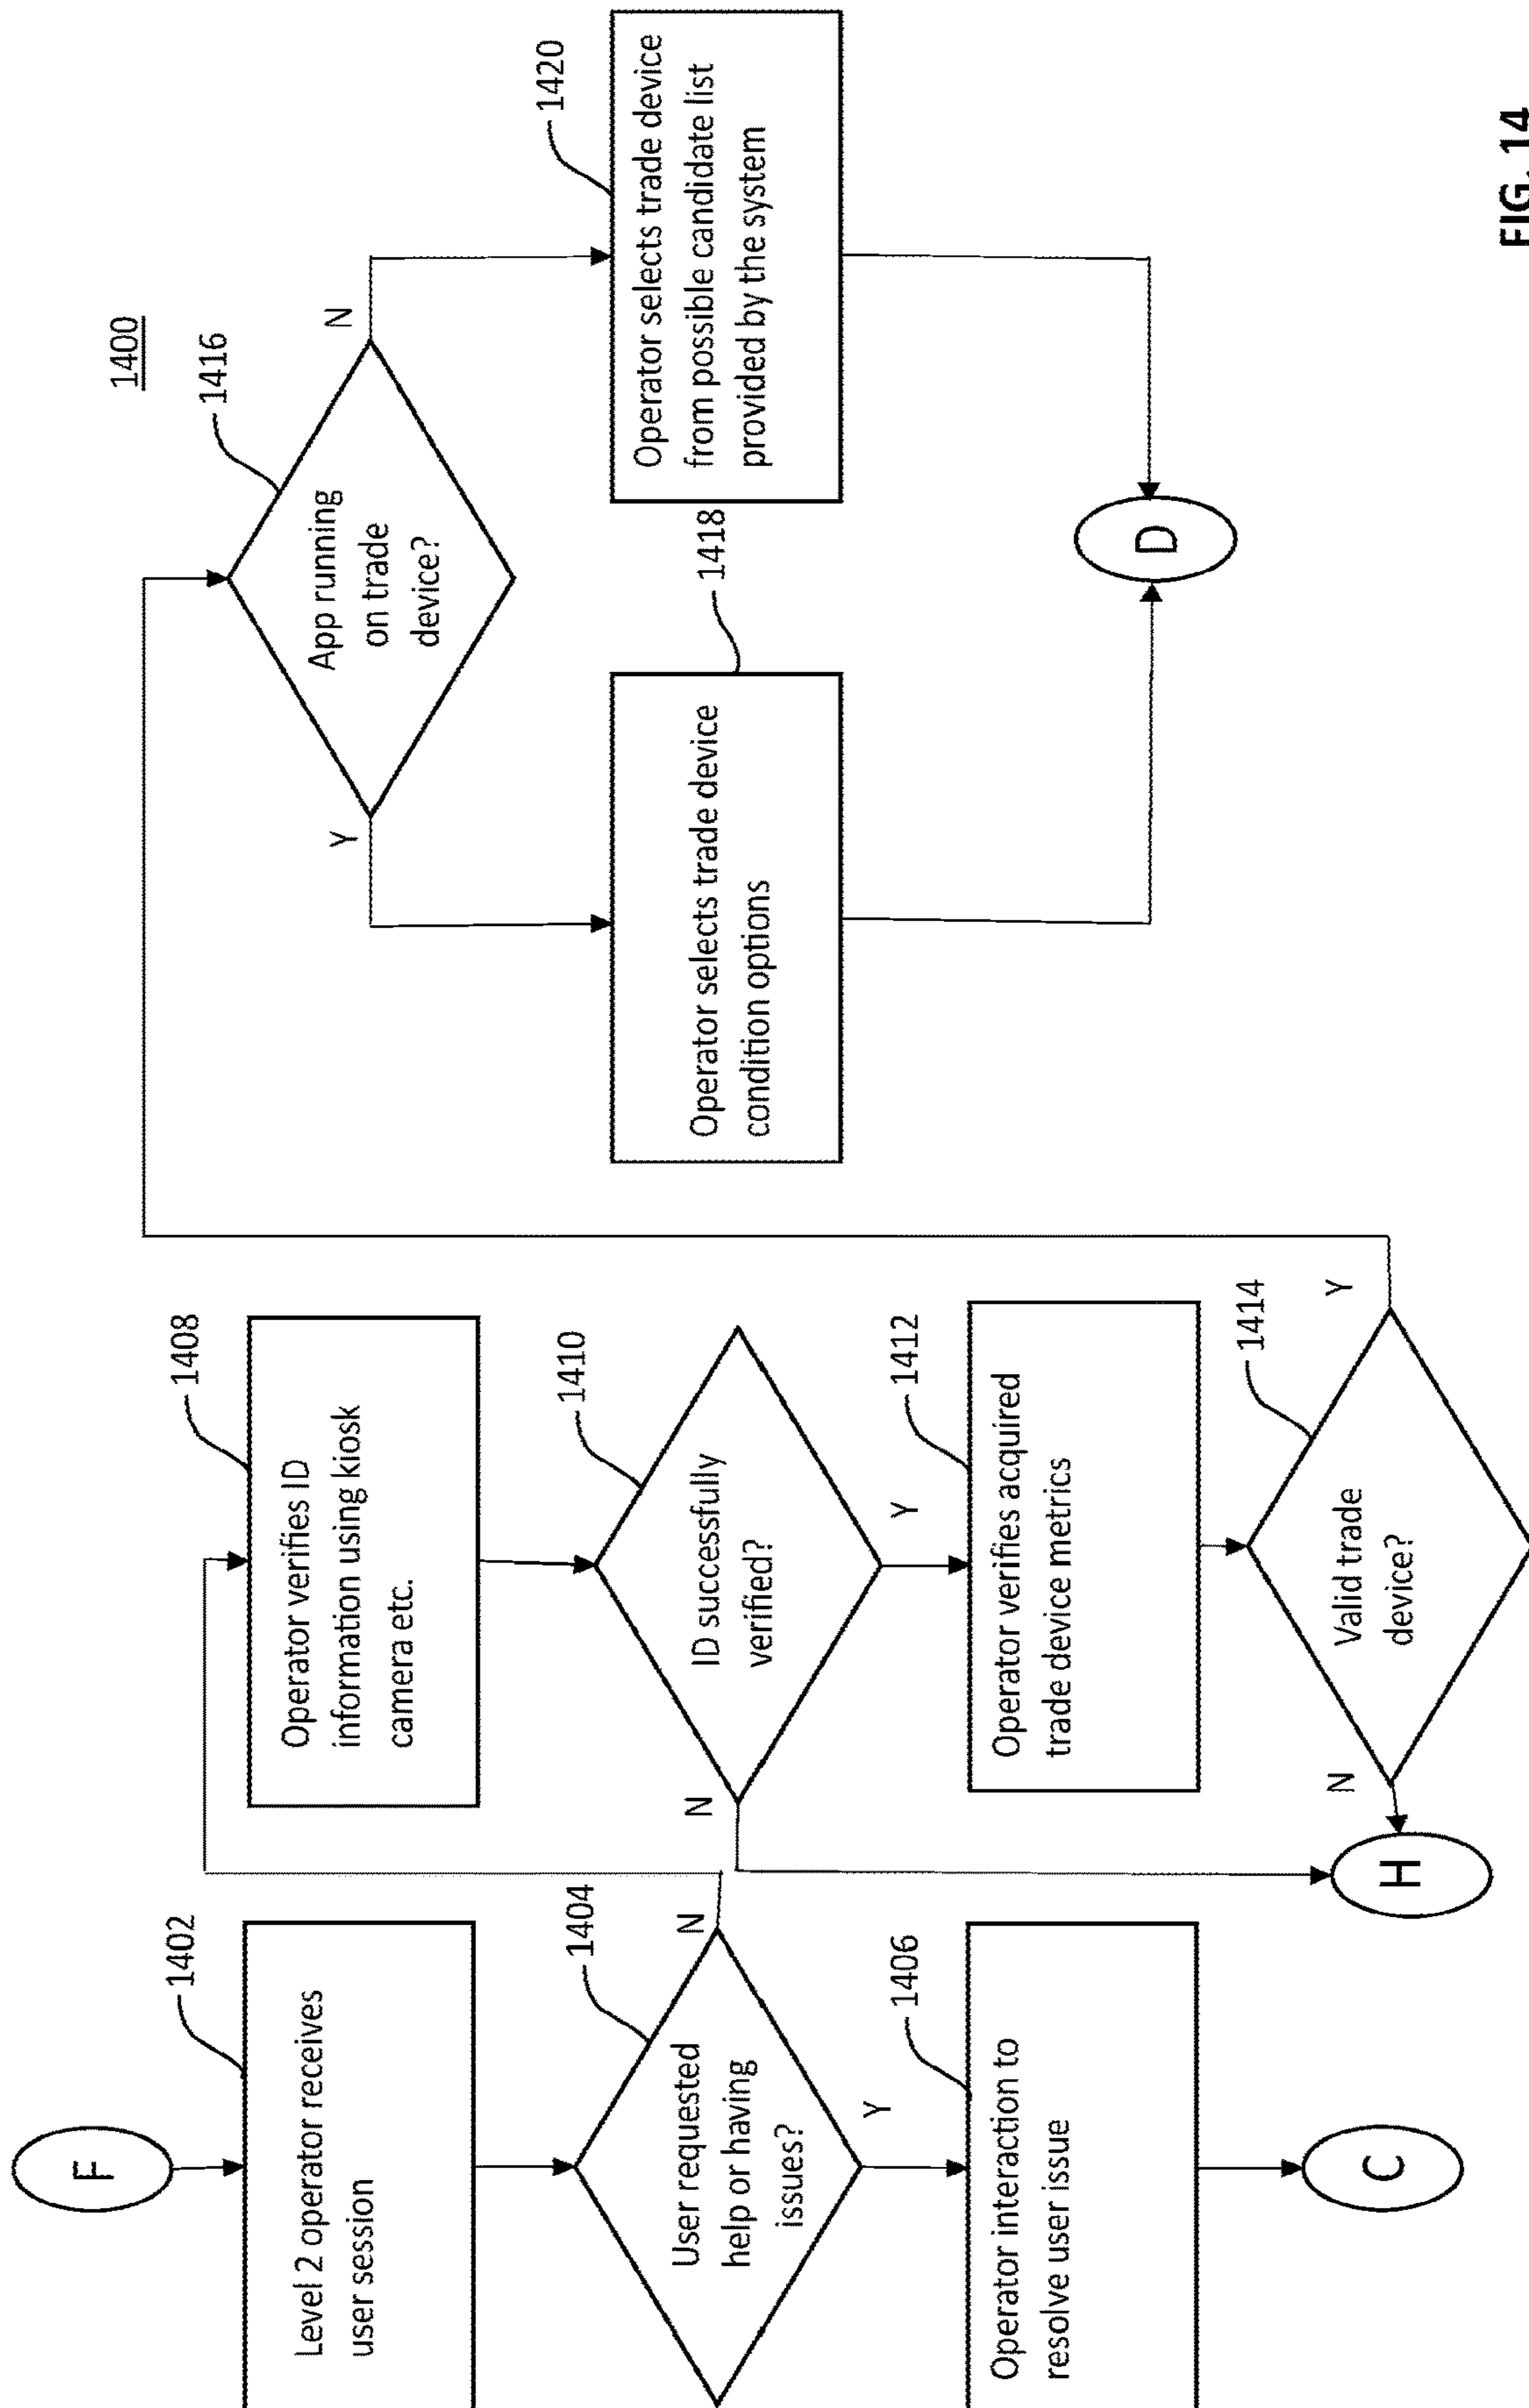 1400
F
1402
Level 2 operator receives
user session
1404
User requested
help or having
issues?
N
Y
1406
Operator interaction to
resolve user issue
C
1408
Operator verifies ID
information using kiosk
camera etc.
1410
ID successfully
verified?
N
Y
1412
Operator verifies acquired
trade device metrics
1414
Valid trade
device?
N
Y
H
1416
App running
on trade
device?
Y
N
1418
Operator selects trade device
condition options
1420
Operator selects trade device
from possible candidate list
provided by the system
D
FIG. 14